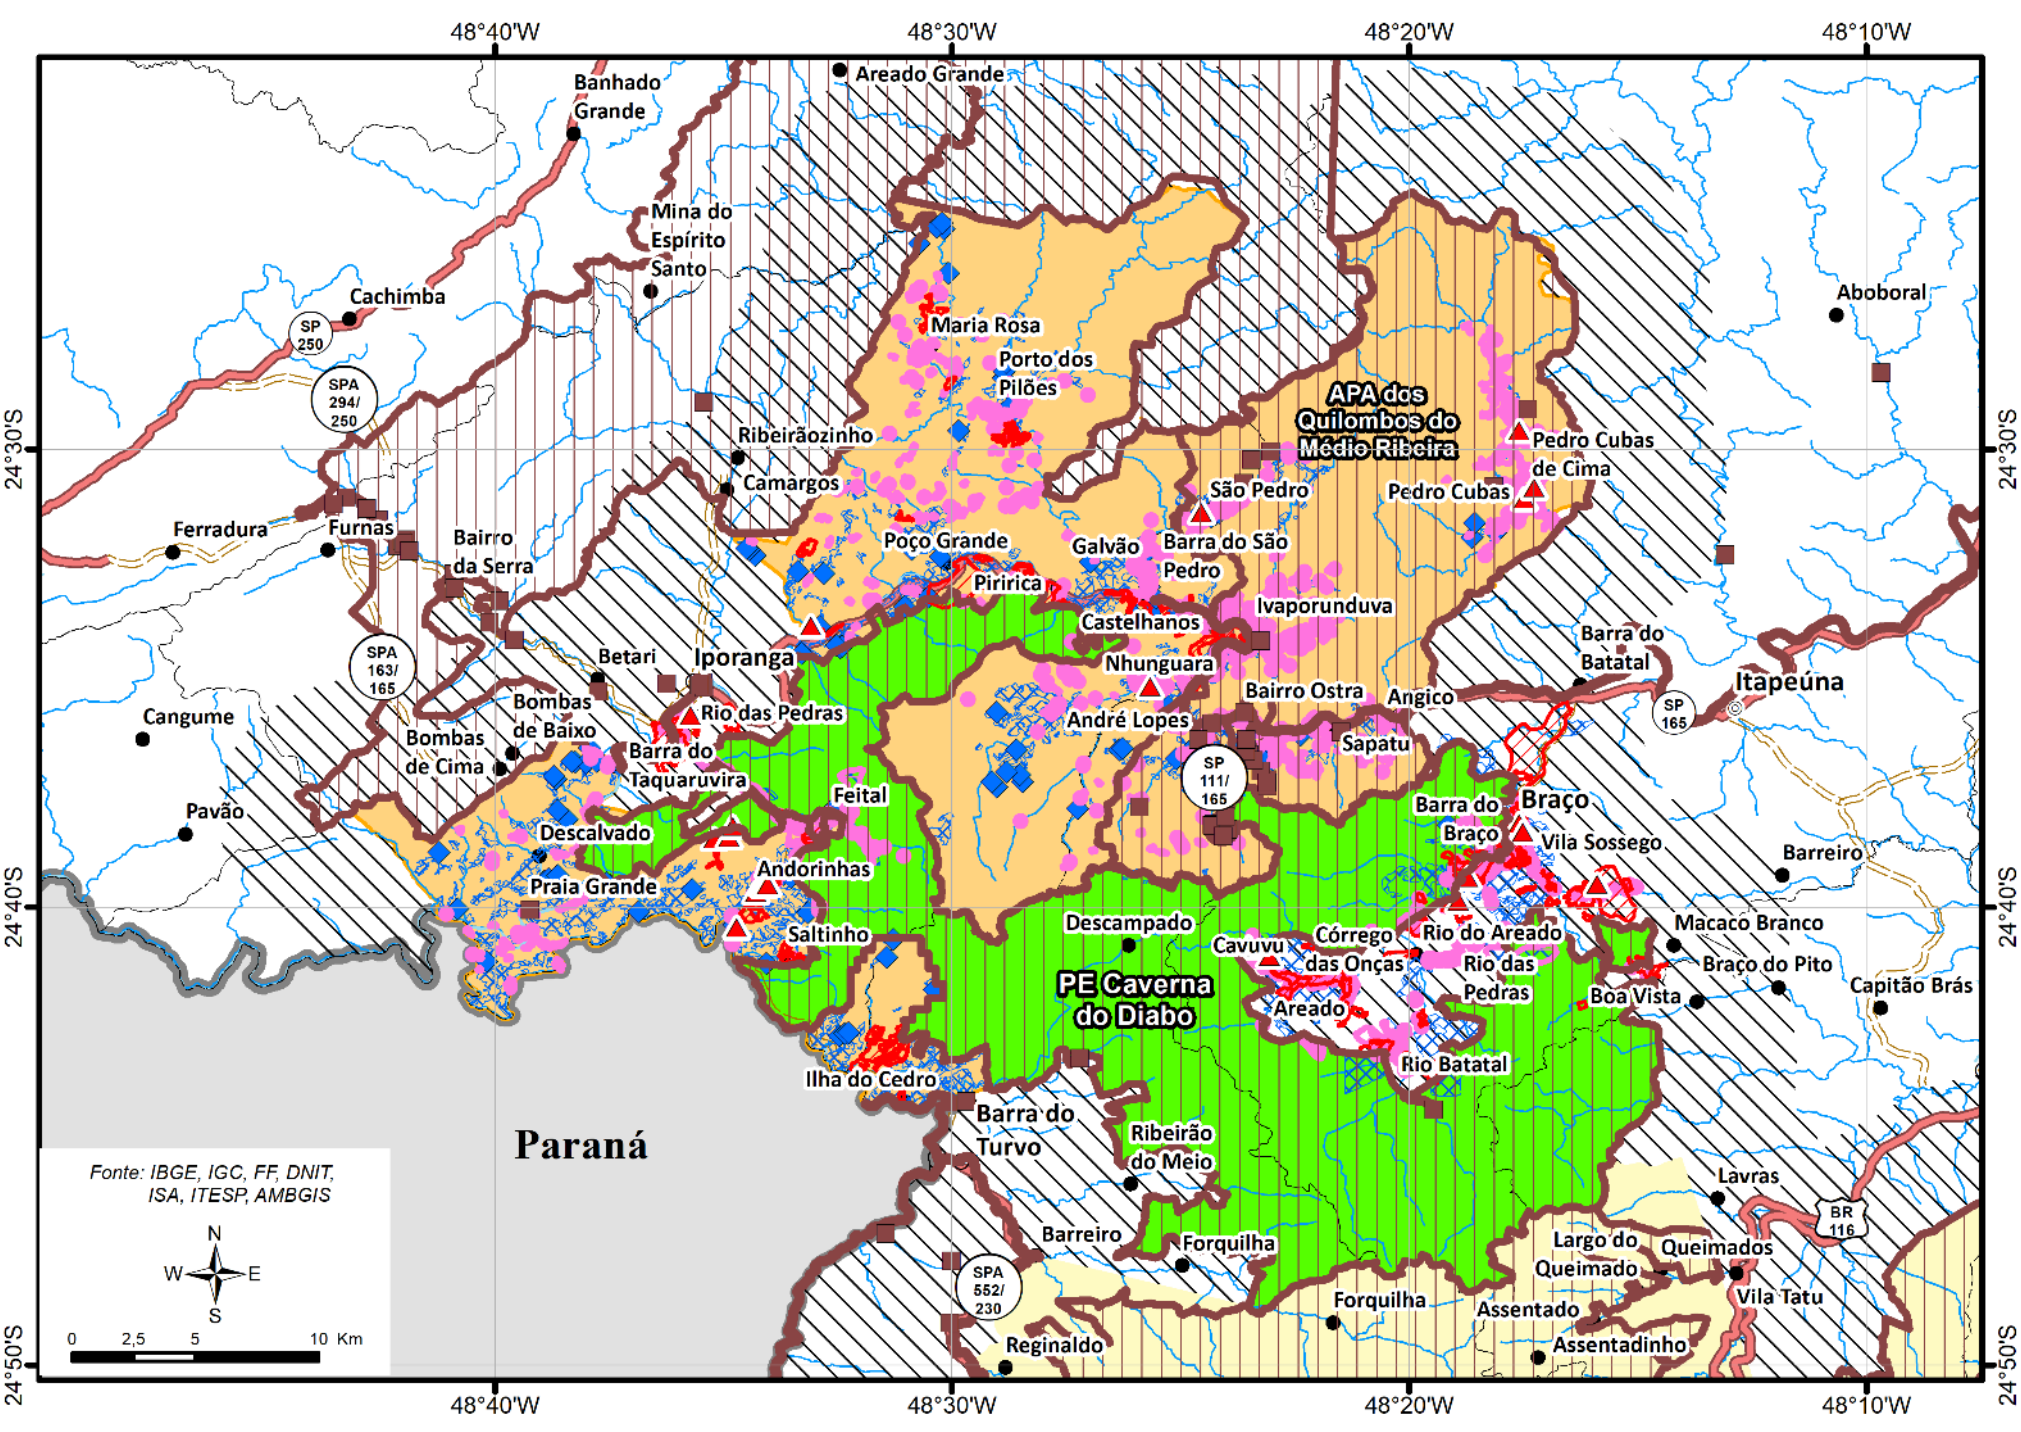 48°40'W
48°30'W
48°20'W
48°10'W
Areado Grande
Banhado
Grande
Mina do
Espírito
Santo
Cachimba
SP
250
Aboboral
Maria Rosa
Porto dos
Pilões
SPA
294/
250
APA dos
Quilombos do
Médio Ribeira
24°30'S
24°30'S
Ribeirãozinho
Camargos
Pedro Cubas
de Cima
São Pedro
Pedro Cubas
Ferradura
Furnas
Bairro
da Serra
Poço Grande
Galvão
Barra do São
Pedro
Piririca
Ivaporunduva
Castelhanos
SPA
163/
165
Betari
Iporanga
Nhunguara
Barra do
Batatal
Itapeúna
Bairro Ostra
Angico
SP
165
Cangume
Bombas
de Baixo
Rio das Pedras
André Lopes
Bombas
de Cima
Barra do
Taquaruvira
Sapatu
SP
111/
165
Feital
Barra do
Braço
Braço
Pavão
Descalvado
Vila Sossego
Barreiro
Andorinhas
Praia Grande
24°40'S
24°40'S
Descampado
Saltinho
Cavuvu
Córrego
das Onças
Rio do Areado
Macaco Branco
Rio das
Pedras
Braço do Pito
PE Caverna
do Diabo
Areado
Boa Vista
Capitão Brás
Rio Batatal
Ilha do Cedro
Barra do
Turvo
Paraná
Ribeirão
do Meio
Fonte: IBGE, IGC, FF, DNIT,
ISA, ITESP, AMBGIS
Lavras
BR
116
Barreiro
Forquilha
Largo do
Queimado
Queimados
N
W
E
S
SPA
552/
230
Forquilha
Assentado
Vila Tatu
0
2,5
5
10 Km
Reginaldo
Assentadinho
24°50'S
24°50'S
48°40'W
48°30'W
48°20'W
48°10'W